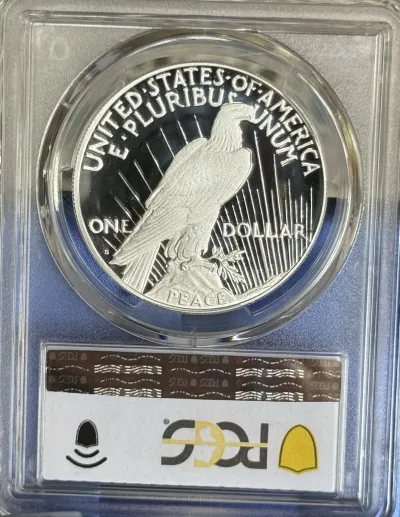 UNITED·STATES·OF·AMERICA
E·PLURIBUS UNUM
ONE DOLLAR
S
PEACE
PCGS